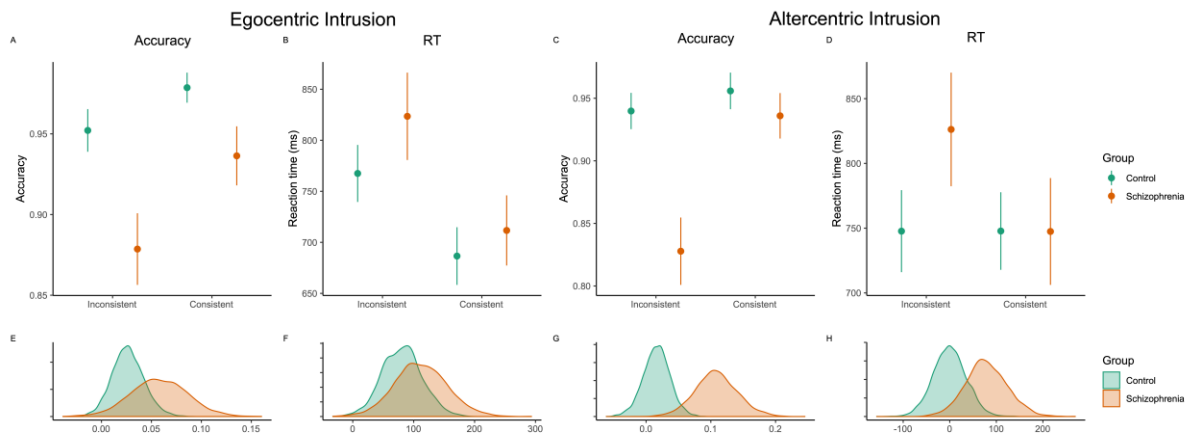 Egocentric Intrusion
Altercentric Intrusion
A
Accuracy
B
RT
C
Accuracy
D
RT
Accuracy
0.95
0.90
0.85
Inconsistent
Consistent
Reaction time (ms)
850
800
750
700
650
Inconsistent
Consistent
Accuracy
0.95
0.90
0.85
0.80
Inconsistent
Consistent
Reaction time (ms)
850
800
750
700
Inconsistent
Consistent
Group
Control
Schizophrenia
E
0.00 0.05 0.10 0.15
F
0 100 200 300
G
0.0 0.1 0.2
H
-100 0 100 200
Group
Control
Schizophrenia